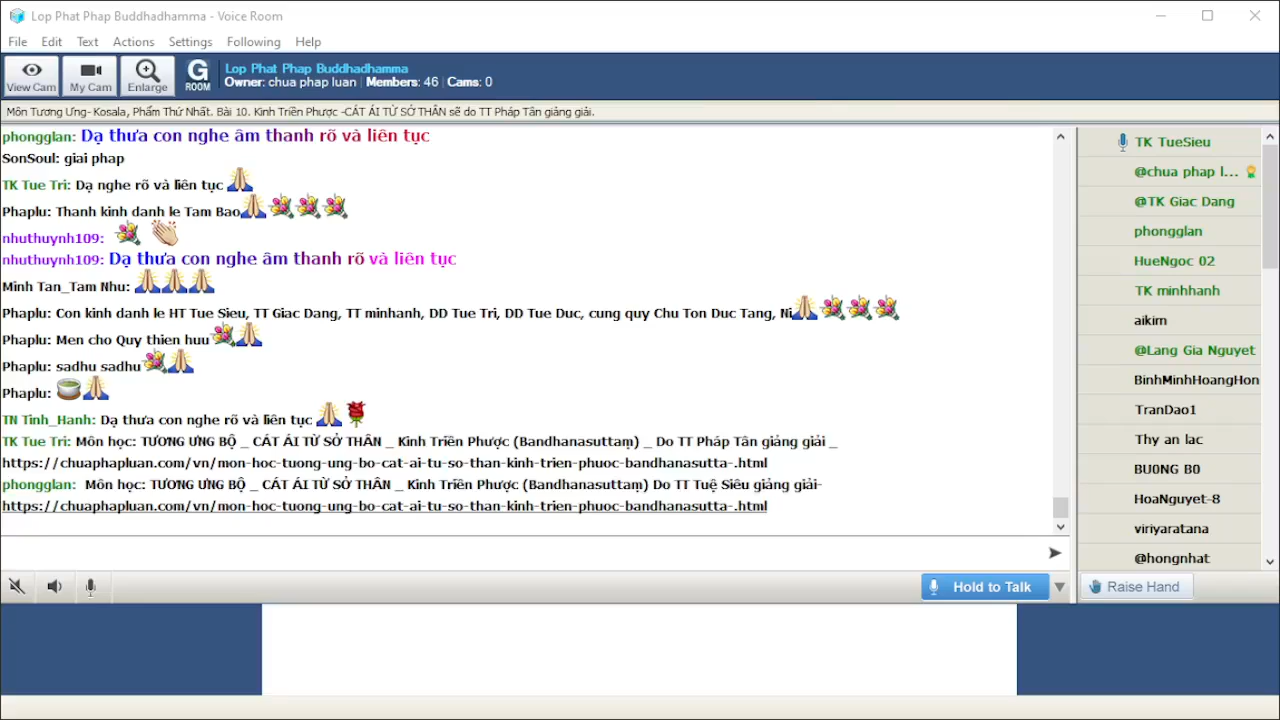 Lop Phat Phap Buddhadhamma - Voice Room
File Edit Text Actions Settings Following Help
View Cam My Cam Enlarge G ROOM
Lop Phat Phap Buddhadhamma
Owner: chua phap luan | Members: 46 | Cams: 0
Môn Tương Ưng- Kosala, Phẩm Thứ Nhất. Bài 10. Kinh Triền Phược -CÁT ÁI TỪ SỞ THÂN sẽ do TT Pháp Tân giảng giải.
phongglan: Dạ thưa con nghe âm thanh rõ và liên tục
SonSoul: giai phap
TK Tue Tri: Dạ nghe rõ và liên tục
Phaplu: Thanh kinh danh le Tam Bao
nhuthuynh109:
nhuthuynh109: Dạ thưa con nghe âm thanh rõ và liên tục
Minh Tan_Tam Nhu:
Phaplu: Con kinh danh le HT Tue Sieu, TT Giac Dang, TT minhanh, DD Tue Tri, DD Tue Duc, cung quy Chu Ton Duc Tang, Ni
Phaplu: Men cho Quy thien huu
Phaplu: sadhu sadhu
Phaplu:
TN Tinh_Hanh: Dạ thưa con nghe rõ và liên tục
TK Tue Tri: Môn học: TƯƠNG ƯNG BỘ _ CÁT ÁI TỪ SỞ THÂN _ Kinh Triền Phược (Bandhanasuttaṃ) _ Do TT Pháp Tân giảng giải _
https://chuaphapluan.com/vn/mon-hoc-tuong-ung-bo-cat-ai-tu-so-than-kinh-trien-phuoc-bandhanasutta-.html
phongglan: Môn học: TƯƠNG ƯNG BỘ _ CÁT ÁI TỪ SỞ THÂN _ Kinh Triền Phược (Bandhanasuttaṃ) Do TT Tuệ Siêu giảng giải-
https://chuaphapluan.com/vn/mon-hoc-tuong-ung-bo-cat-ai-tu-so-than-kinh-trien-phuoc-bandhanasutta-.html
TK TueSieu
@chua phap l...
@TK Giac Dang
phongglan
HueNgoc 02
TK minhhanh
aikim
@Lang Gia Nguyet
BinhMinhHoangHon
TranDao1
Thy an lac
BU0NG B0
HoaNguyet-8
viriyaratana
@hongnhat
Hold to Talk
Raise Hand